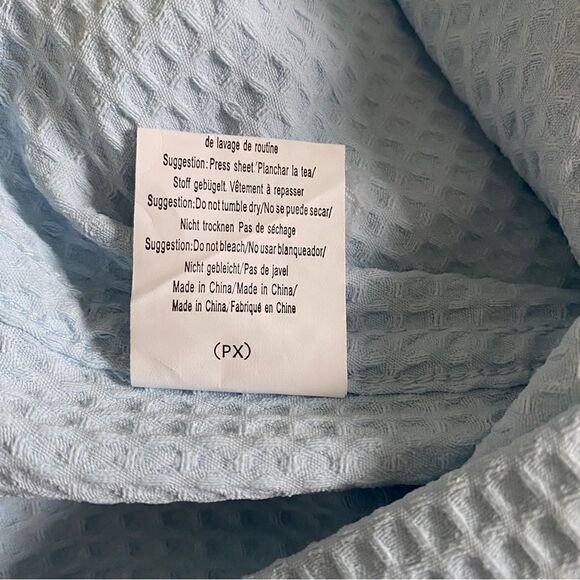 de lavage de routine
Suggestion:Press sheet'Planchar la tea/
Stoff gebügelt. Vêtement à repasser
Suggestion:Do not tumble dry/No se puede secar/
Nicht trocknen Pas de séchage
Suggestion:Do not bleach/No usar blanqueador/
Nicht gebleicht/Pas de javel
Made in China/Made in China/
Made in China/Fabriqué en Chine
(PX)